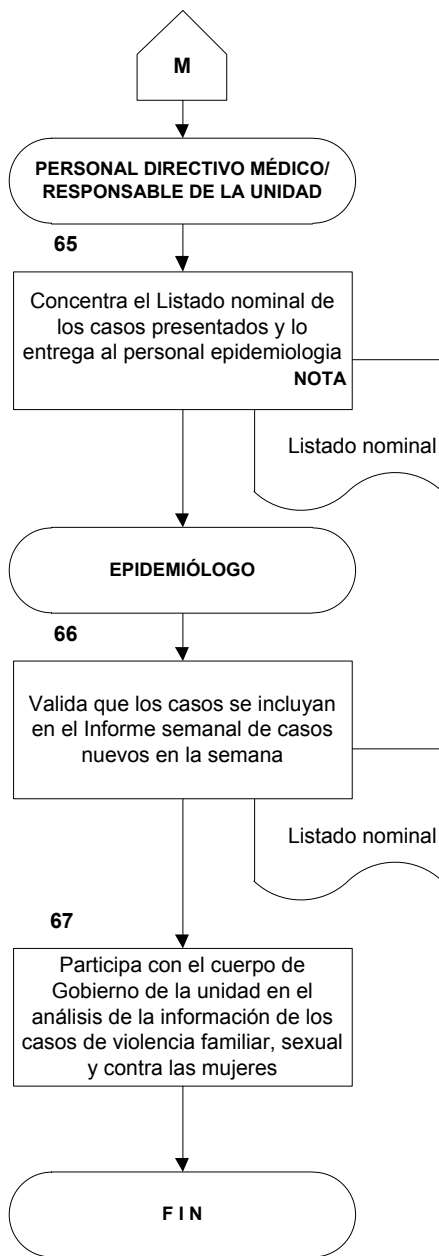 M
PERSONAL DIRECTIVO MÉDICO/
RESPONSABLE DE LA UNIDAD
65
Concentra el Listado nominal de
los casos presentados y lo
entrega al personal epidemiologia
NOTA
Listado nominal
EPIDEMIÓLOGO
66
Valida que los casos se incluyan
en el Informe semanal de casos
nuevos en la semana
Listado nominal
67
Participa con el cuerpo de
Gobierno de la unidad en el
análisis de la información de los
casos de violencia familiar, sexual
y contra las mujeres
F I N